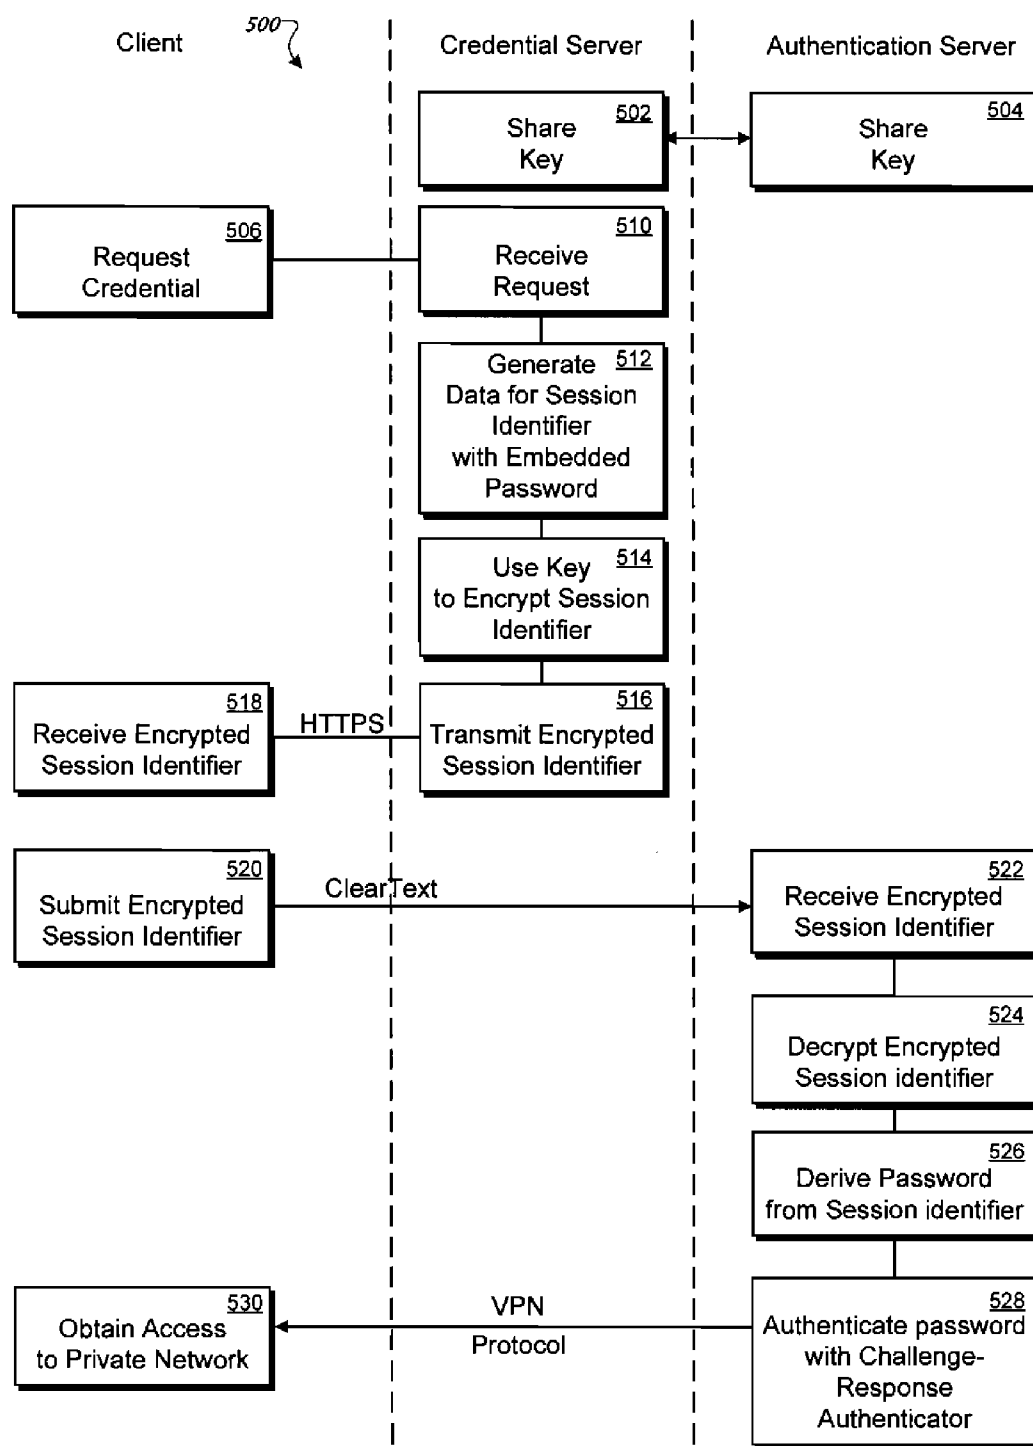 500
Client
Credential Server
Authentication Server
502
Share
Key
504
Share
Key
506
Request
Credential
510
Receive
Request
512
Generate
Data for Session
Identifier
with Embedded
Password
514
Use Key
to Encrypt Session
Identifier
516
Transmit Encrypted
Session Identifier
HTTPS
518
Receive Encrypted
Session Identifier
520
Submit Encrypted
Session Identifier
ClearText
522
Receive Encrypted
Session Identifier
524
Decrypt Encrypted
Session identifier
526
Derive Password
from Session identifier
528
Authenticate password
with Challenge-
Response
Authenticator
VPN
Protocol
530
Obtain Access
to Private Network